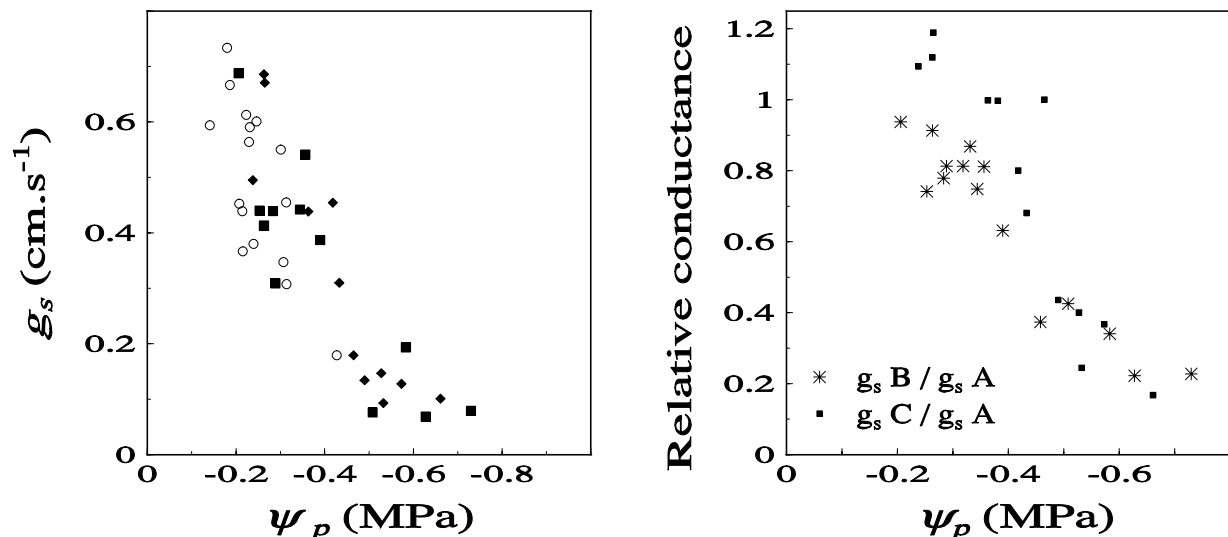 g_s (cm.s⁻¹)
0.6
0.4
0.2
0
0 -0.2 -0.4 -0.6 -0.8
ψ_p (MPa)
Relative conductance
1.2
1
0.8
0.6
0.4
0.2
0
g_s B / g_s A
g_s C / g_s A
0 -0.2 -0.4 -0.6
ψ_p (MPa)